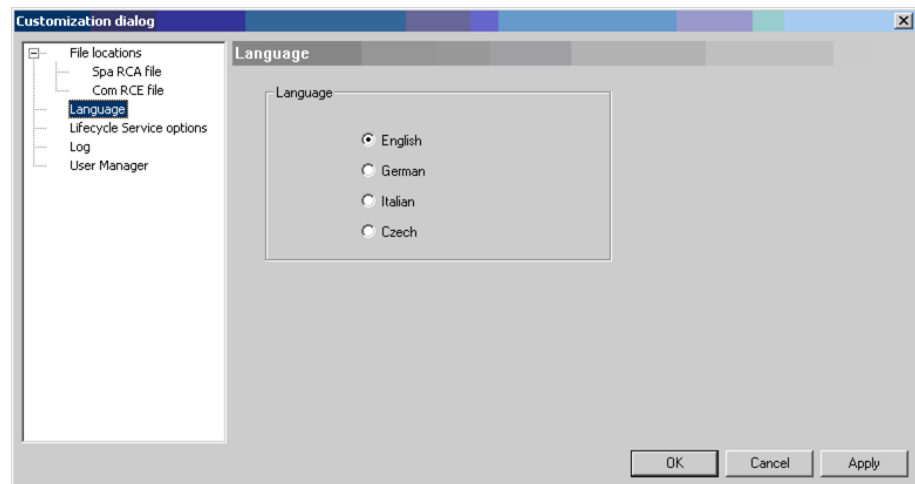 Customization dialog
File locations
Spa RCA file
Com RCE file
Language
Lifecycle Service options
Log
User Manager
Language
Language
English
German
Italian
Czech
OK Cancel Apply